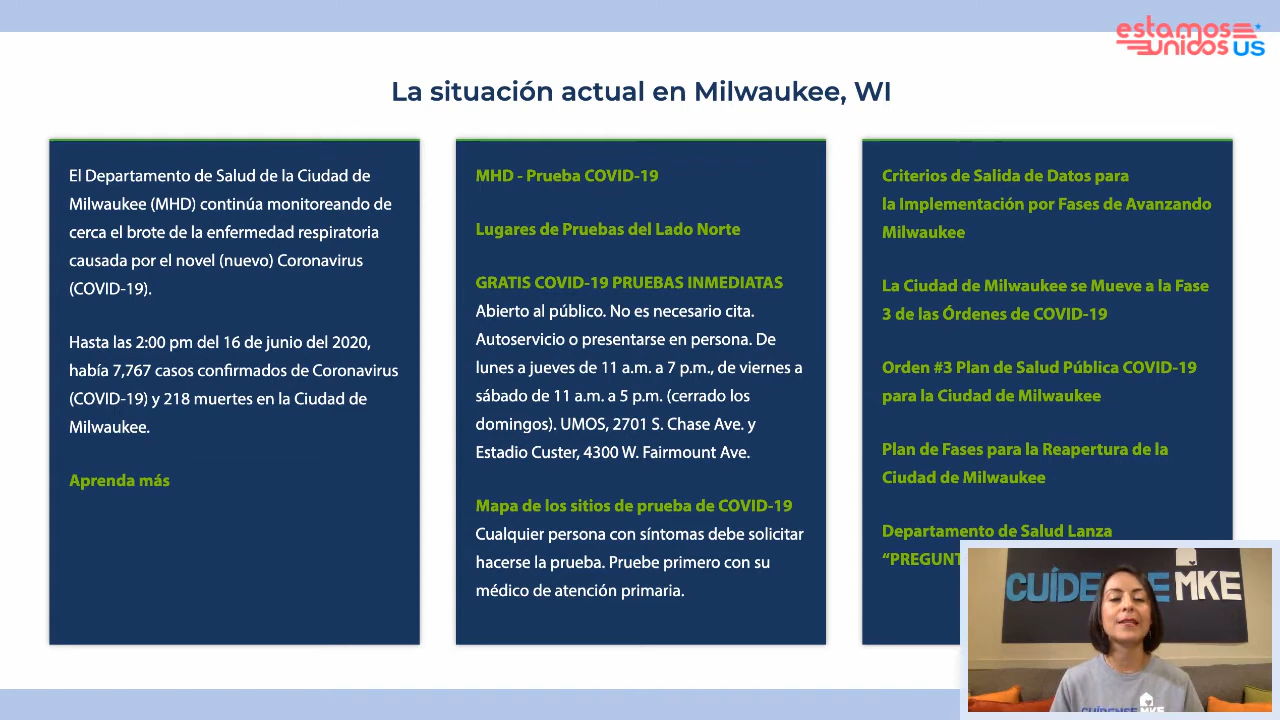 estamos
unidos US
La situación actual en Milwaukee, WI
El Departamento de Salud de la Ciudad de
Milwaukee (MHD) continúa monitoreando de
cerca el brote de la enfermedad respiratoria
causada por el novel (nuevo) Coronavirus
(COVID-19).
Hasta las 2:00 pm del 16 de junio del 2020,
había 7,767 casos confirmados de Coronavirus
(COVID-19) y 218 muertes en la Ciudad de
Milwaukee.
Aprenda más
MHD - Prueba COVID-19
Lugares de Pruebas del Lado Norte
GRATIS COVID-19 PRUEBAS INMEDIATAS
Abierto al público. No es necesario cita.
Autoservicio o presentarse en persona. De
lunes a jueves de 11 a.m. a 7 p.m., de viernes a
sábado de 11 a.m. a 5 p.m. (cerrado los
domingos). UMOS, 2701 S. Chase Ave. y
Estadio Custer, 4300 W. Fairmount Ave.
Mapa de los sitios de prueba de COVID-19
Cualquier persona con síntomas debe solicitar
hacerse la prueba. Pruebe primero con su
médico de atención primaria.
Criterios de Salida de Datos para
la Implementación por Fases de Avanzando
Milwaukee
La Ciudad de Milwaukee se Mueve a la Fase
3 de las Órdenes de COVID-19
Orden #3 Plan de Salud Pública COVID-19
para la Ciudad de Milwaukee
Plan de Fases para la Reapertura de la
Ciudad de Milwaukee
Departamento de Salud Lanza
“PREGUNT
CUÍDENSE MKE
CUÍDENSE MKE